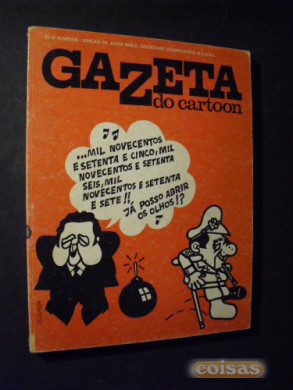 GAZETA
do cartoon
...MIL NOVECENTOS
E SETENTA E CINCO, MIL
NOVECENTOS E SETENTA
SEIS, MIL
NOVECENTOS E SETENTA
E SETE!!
JÁ POSSO ABRIR
OS OLHOS!?
coisas